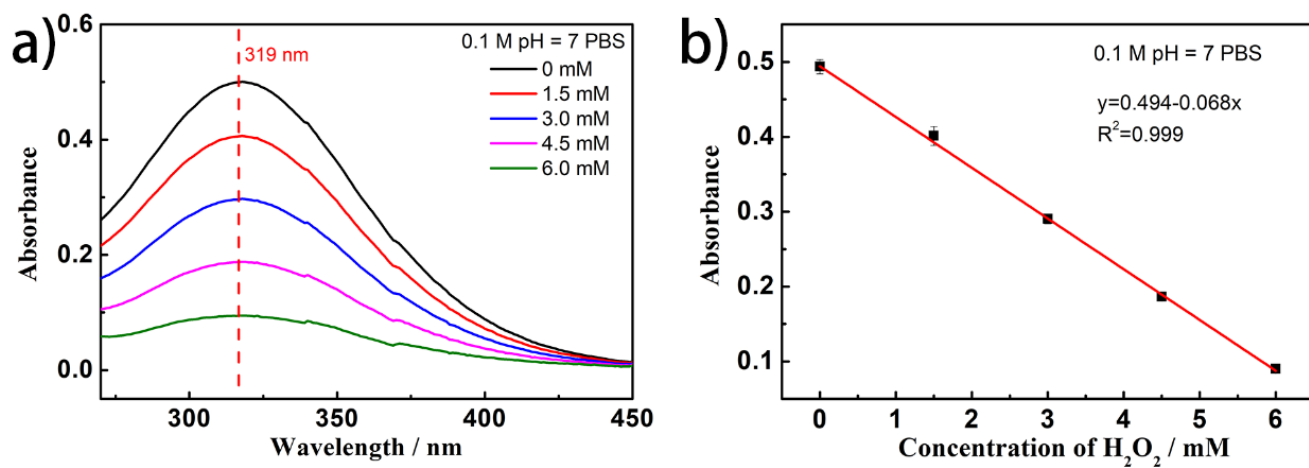 a)
0.6
0.4
0.2
0.0
Absorbance
300
350
400
450
Wavelength / nm
319 nm
0.1 M pH = 7 PBS
0 mM
1.5 mM
3.0 mM
4.5 mM
6.0 mM
b)
0.5
0.4
0.3
0.2
0.1
Absorbance
0
1
2
3
4
5
6
Concentration of H₂O₂ / mM
0.1 M pH = 7 PBS
y=0.494-0.068x
R²=0.999